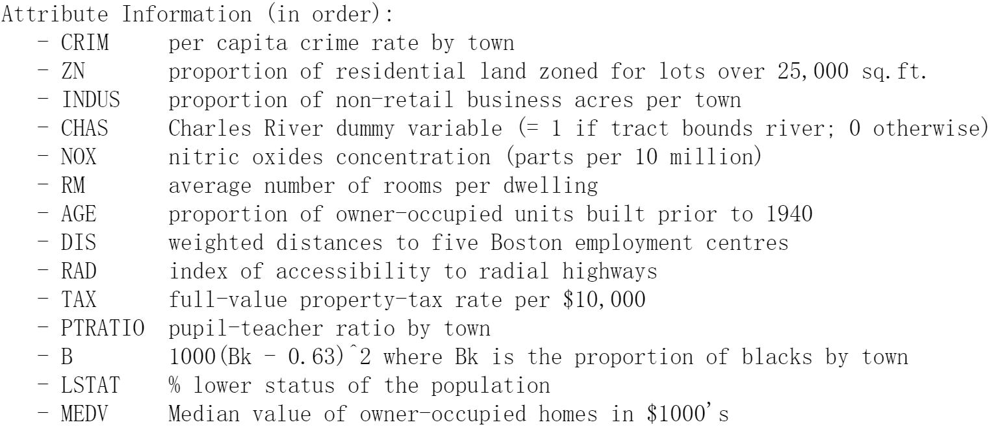 Attribute Information (in order):
- CRIM per capita crime rate by town
- ZN proportion of residential land zoned for lots over 25,000 sq.ft.
- INDUS proportion of non-retail business acres per town
- CHAS Charles River dummy variable (= 1 if tract bounds river; 0 otherwise)
- NOX nitric oxides concentration (parts per 10 million)
- RM average number of rooms per dwelling
- AGE proportion of owner-occupied units built prior to 1940
- DIS weighted distances to five Boston employment centres
- RAD index of accessibility to radial highways
- TAX full-value property-tax rate per $10,000
- PTRATIO pupil-teacher ratio by town
- B 1000(Bk - 0.63)^2 where Bk is the proportion of blacks by town
- LSTAT % lower status of the population
- MEDV Median value of owner-occupied homes in $1000's